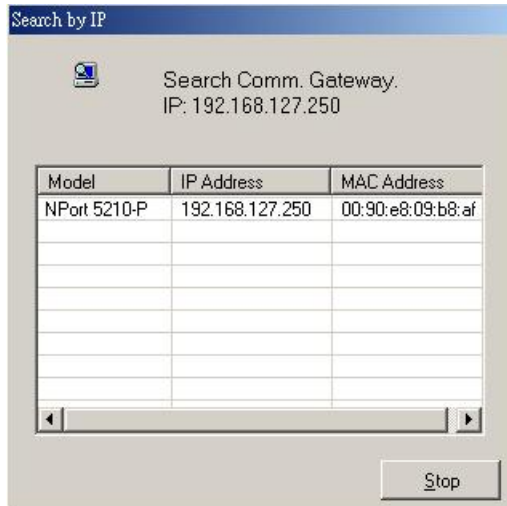 Search by IP
Search Comm. Gateway.
IP: 192.168.127.250
Model IP Address MAC Address
NPort 5210-P 192.168.127.250 00:90:e8:09:b8:af
Stop